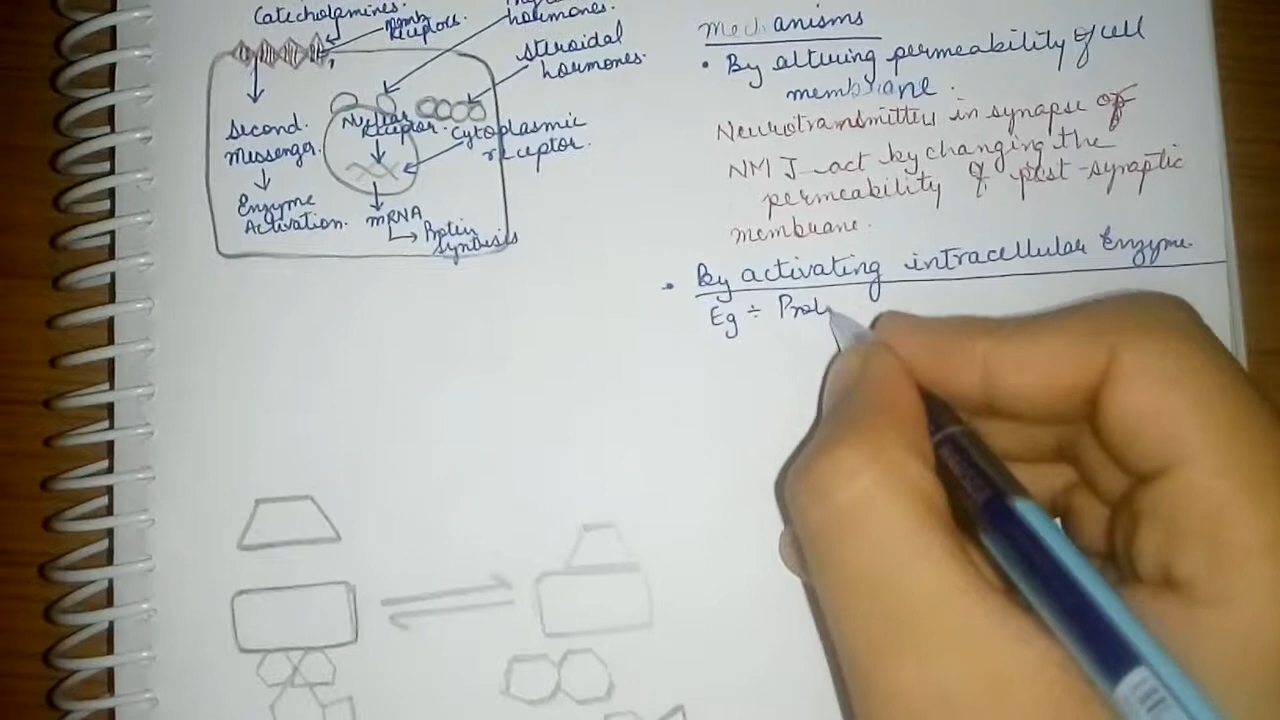 Catecholamines.
memb
receptors.
hormones.
steroidal
hormones.
Nuclear
Receptor.
Cytoplasmic
receptor.
Second
Messenger.
Enzyme
Activation.
mRNA
Protein
synthesis
Mechanisms
• By altering permeability of cell
membrane.
Neurotransmitters in synapse of
NMJ act by changing the
permeability of post-synaptic
membrane.
• By activating intracellular Enzyme.
Eg ÷ Prot